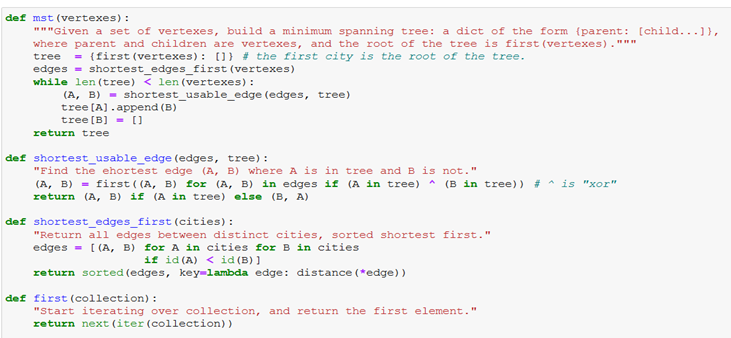 def mst(vertexes):
    """Given a set of vertexes, build a minimum spanning tree: a dict of the form {parent: [child...]},
    where parent and children are vertexes, and the root of the tree is first(vertexes)."""
    tree  = {first(vertexes): []} # the first city is the root of the tree.
    edges = shortest_edges_first(vertexes)
    while len(tree) < len(vertexes):
        (A, B) = shortest_usable_edge(edges, tree)
        tree[A].append(B)
        tree[B] = []
    return tree
def shortest_usable_edge(edges, tree):
    "Find the ehortest edge (A, B) where A is in tree and B is not."
    (A, B) = first((A, B) for (A, B) in edges if (A in tree) ^ (B in tree)) # ^ is "xor"
    return (A, B) if (A in tree) else (B, A)
def shortest_edges_first(cities):
    "Return all edges between distinct cities, sorted shortest first."
    edges = [(A, B) for A in cities for B in cities
                    if id(A) < id(B)]
    return sorted(edges, key=lambda edge: distance(*edge))
def first(collection):
    "Start iterating over collection, and return the first element."
    return next(iter(collection))